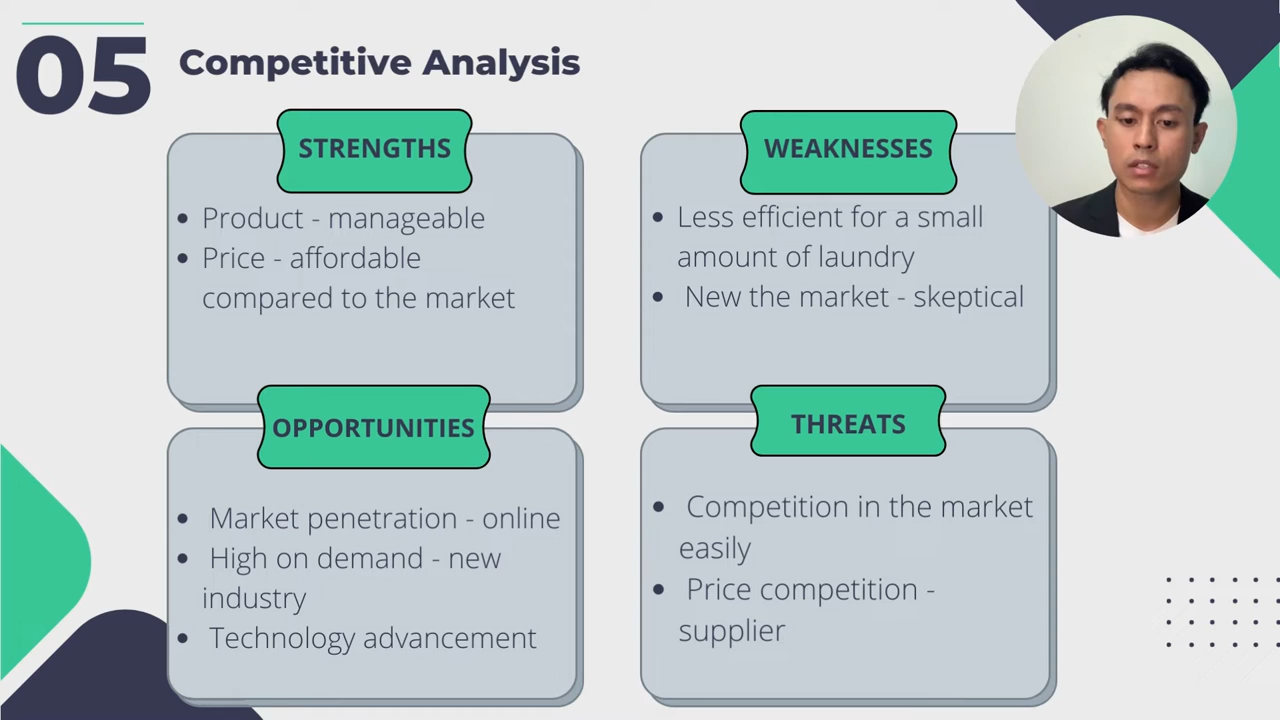 05
Competitive Analysis
STRENGTHS
Product - manageable
Price - affordable
compared to the market
WEAKNESSES
Less efficient for a small
amount of laundry
New the market - skeptical
OPPORTUNITIES
Market penetration - online
High on demand - new
industry
Technology advancement
THREATS
Competition in the market
easily
Price competition -
supplier